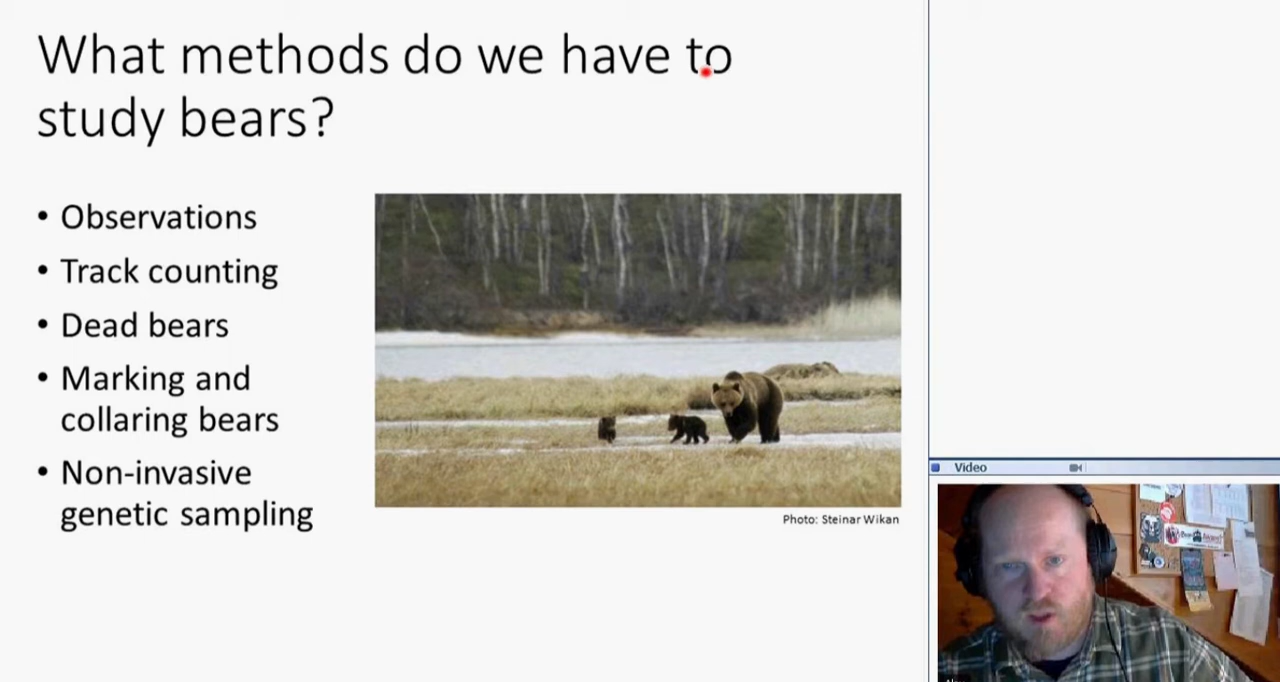 What methods do we have to
study bears?
• Observations
• Track counting
• Dead bears
• Marking and
collaring bears
• Non-invasive
genetic sampling
Photo: Steinar Wikan
Video